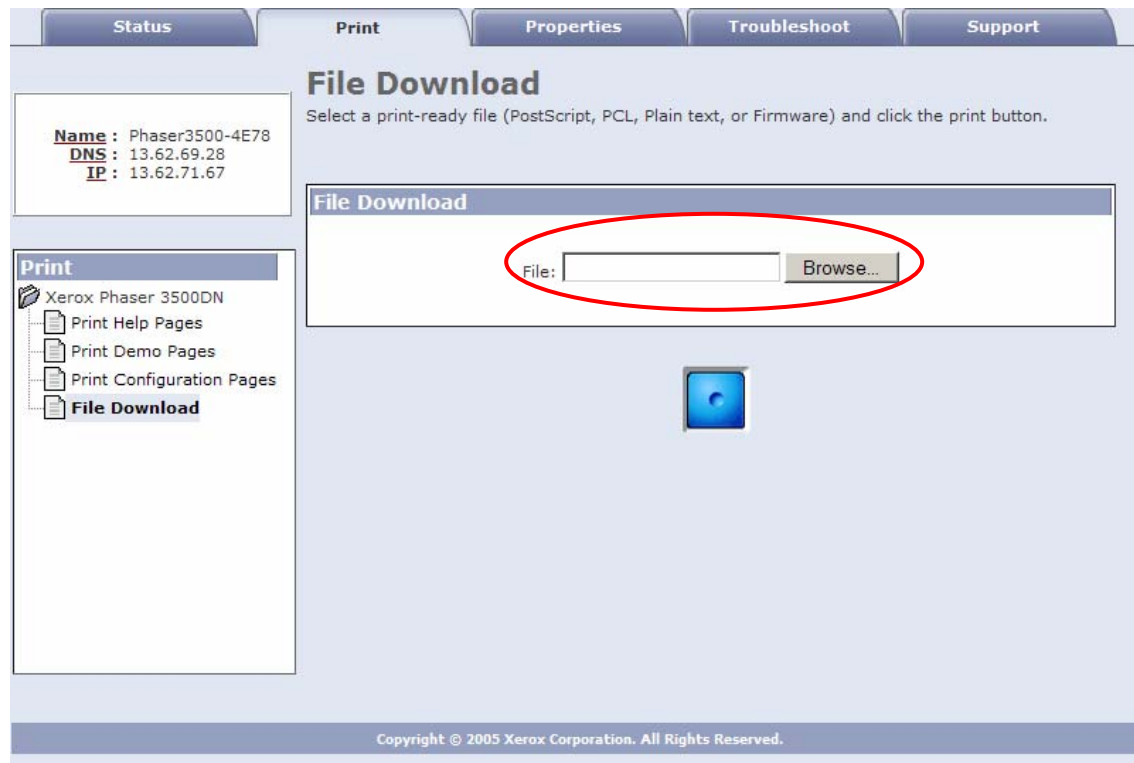 Status Print Properties Troubleshoot Support
File Download
Select a print-ready file (PostScript, PCL, Plain text, or Firmware) and click the print button.
Name : Phaser3500-4E78
DNS : 13.62.69.28
IP : 13.62.71.67
File Download
File: Browse...
Print
Xerox Phaser 3500DN
Print Help Pages
Print Demo Pages
Print Configuration Pages
File Download
Copyright © 2005 Xerox Corporation. All Rights Reserved.